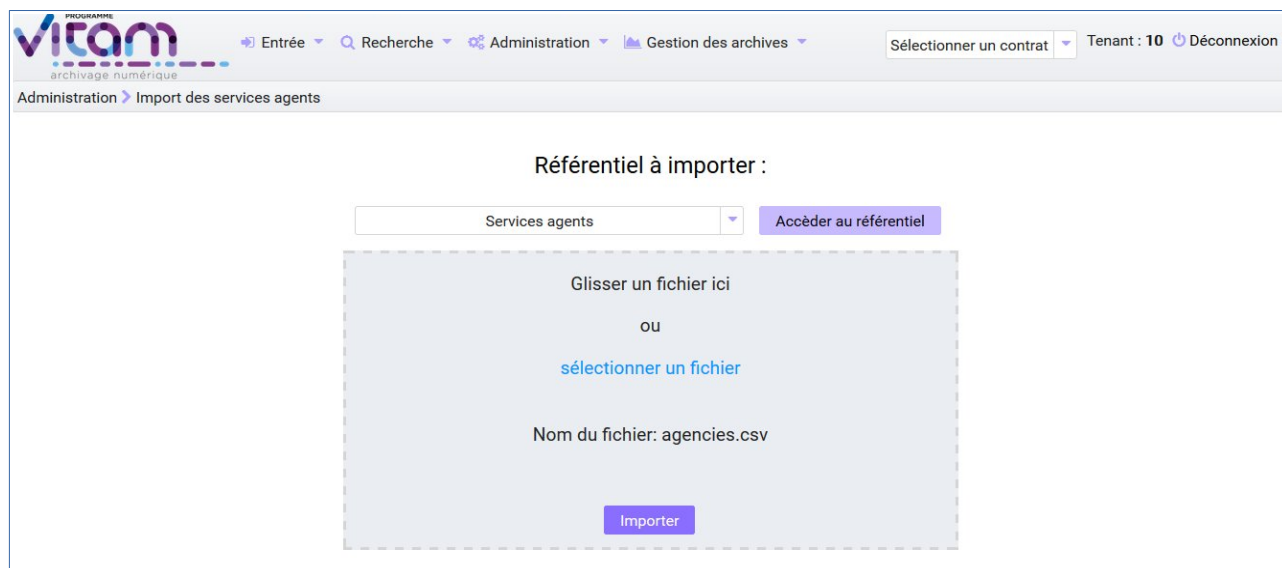 PROGRAMME
vitam
archivage numérique
Entrée Recherche Administration Gestion des archives Sélectionner un contrat Tenant : 10 Déconnexion
Administration Import des services agents
Référentiel à importer :
Services agents Accèder au référentiel
Glisser un fichier ici
ou
sélectionner un fichier
Nom du fichier: agencies.csv
Importer